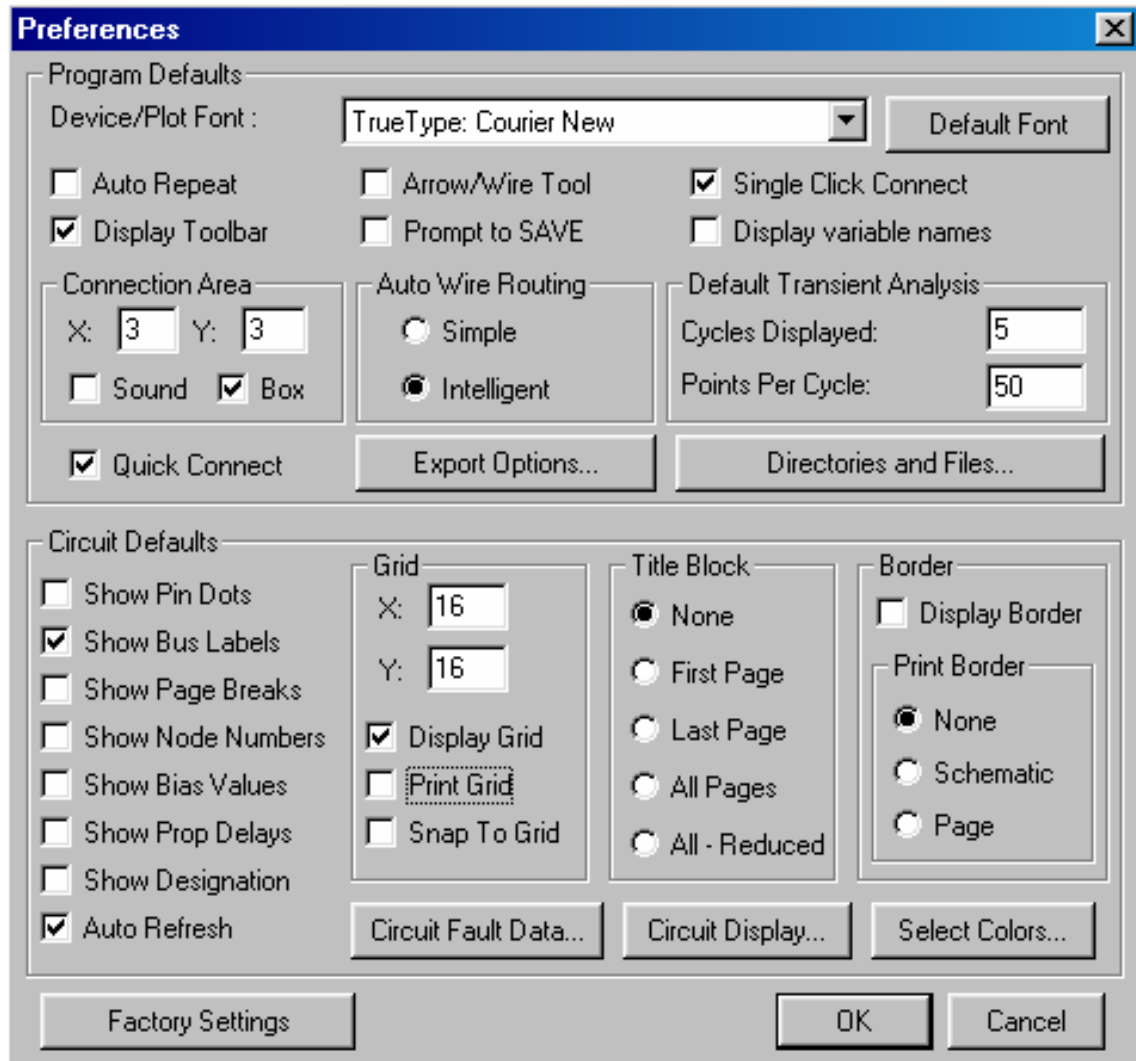 Preferences
Program Defaults
Device/Plot Font :
TrueType: Courier New
Default Font
Auto Repeat
Arrow/Wire Tool
Single Click Connect
Display Toolbar
Prompt to SAVE
Display variable names
Connection Area
X: 3 Y: 3
Sound Box
Auto Wire Routing
Simple
Intelligent
Default Transient Analysis
Cycles Displayed: 5
Points Per Cycle: 50
Quick Connect
Export Options...
Directories and Files...
Circuit Defaults
Show Pin Dots
Show Bus Labels
Show Page Breaks
Show Node Numbers
Show Bias Values
Show Prop Delays
Show Designation
Auto Refresh
Grid
X: 16
Y: 16
Display Grid
Print Grid
Snap To Grid
Title Block
None
First Page
Last Page
All Pages
All - Reduced
Border
Display Border
Print Border
None
Schematic
Page
Circuit Fault Data...
Circuit Display...
Select Colors...
Factory Settings
OK
Cancel